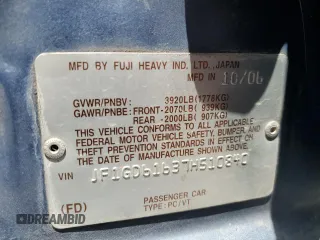 MFD BY FUJI HEAVY IND. LTD., JAPAN
MFD IN 10/06
GVWR/PNBV: 3920LB(1778KG)
GAWR/PNBE: FRONT-2070LB( 939KG)
REAR -2000LB( 907KG)
THIS VEHICLE CONFORMS TO ALL APPLICABLE
FEDERAL MOTOR VEHICLE SAFETY, BUMPER, AND
THEFT PREVENTION STANDARDS IN EFFECT ON THE
DATE OF MANUFACTURE SHOWN ABOVE.
VIN JF1GD61637H510840
PASSENGER CAR
(FD) TYPE:PC/VT
DREAMBID